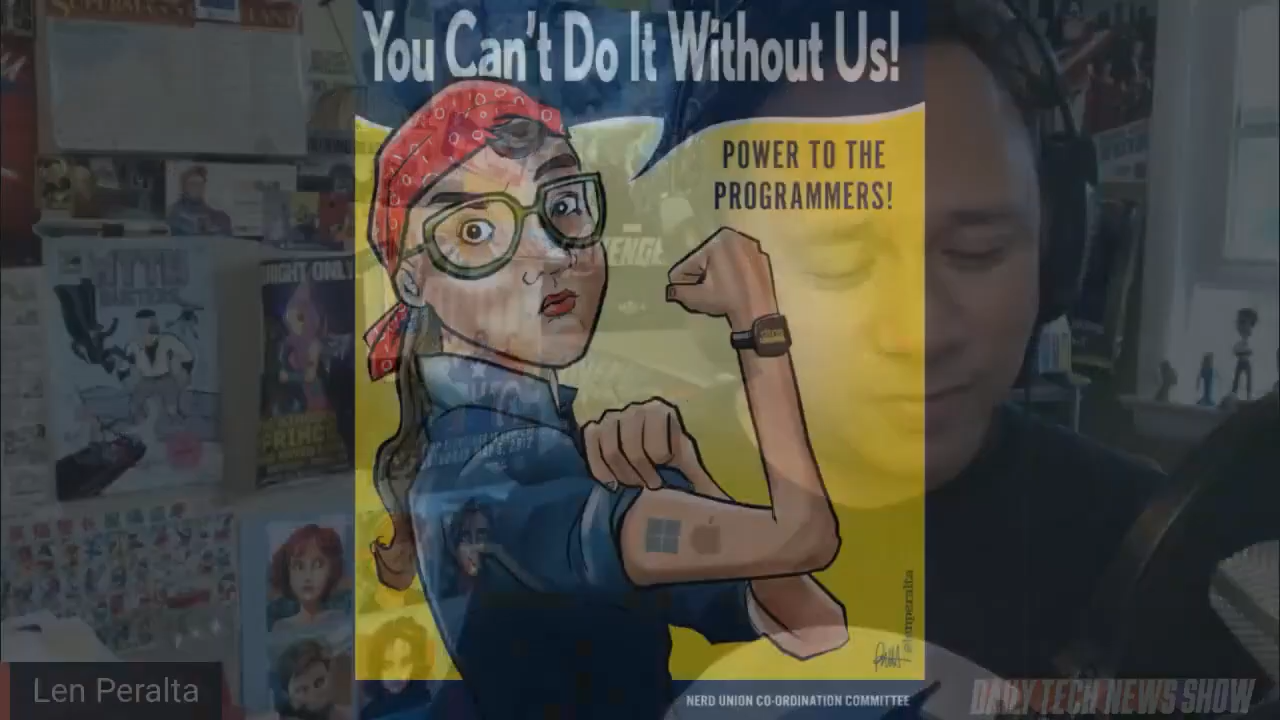 You Can't Do It Without Us!
POWER TO THE
PROGRAMMERS!
@lenperalta
NERD UNION CO-ORDINATION COMMITTEE
Len Peralta
DAILY TECH NEWS SHOW